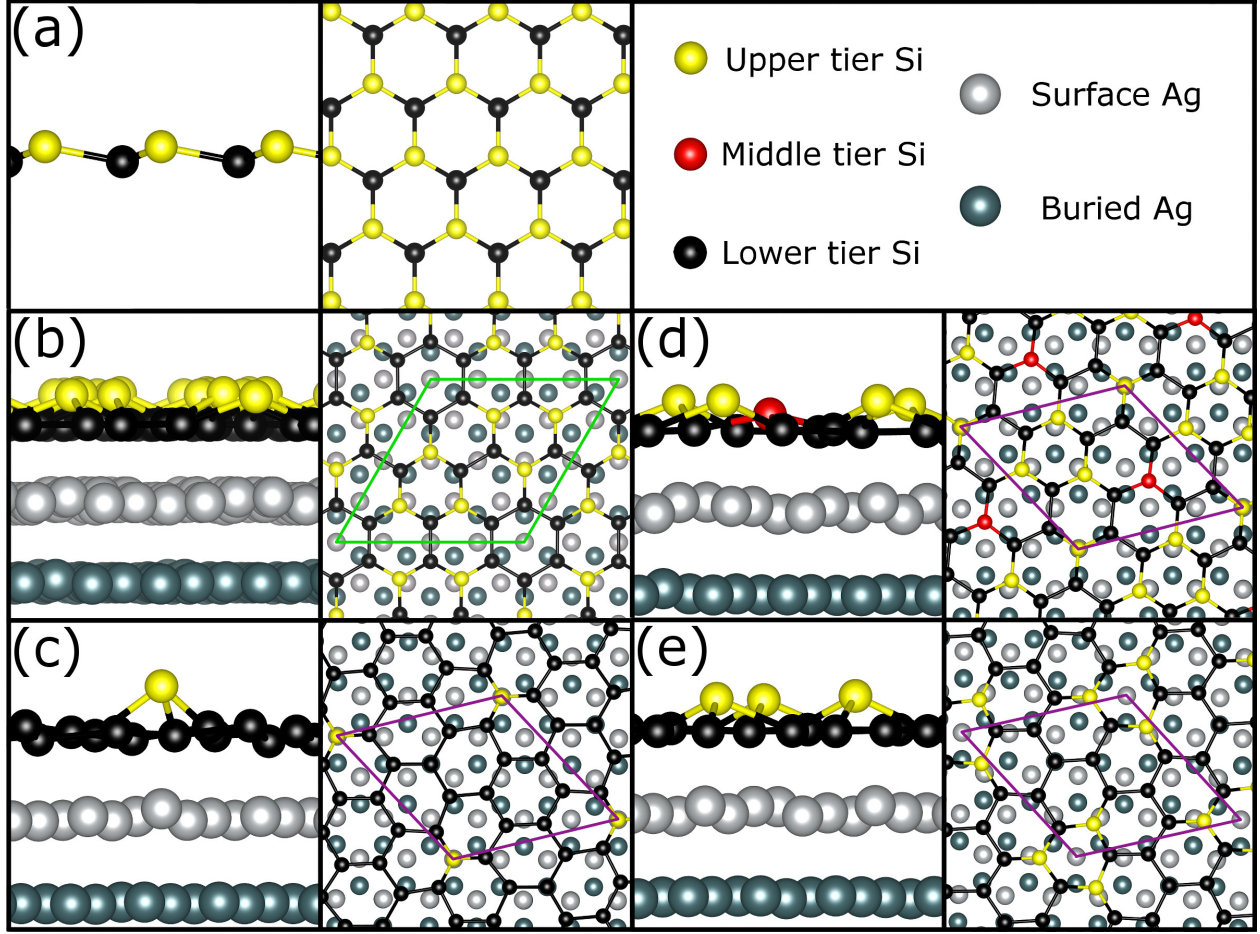 (a)
Upper tier Si
Surface Ag
Middle tier Si
Buried Ag
Lower tier Si
(b)
(d)
(c)
(e)